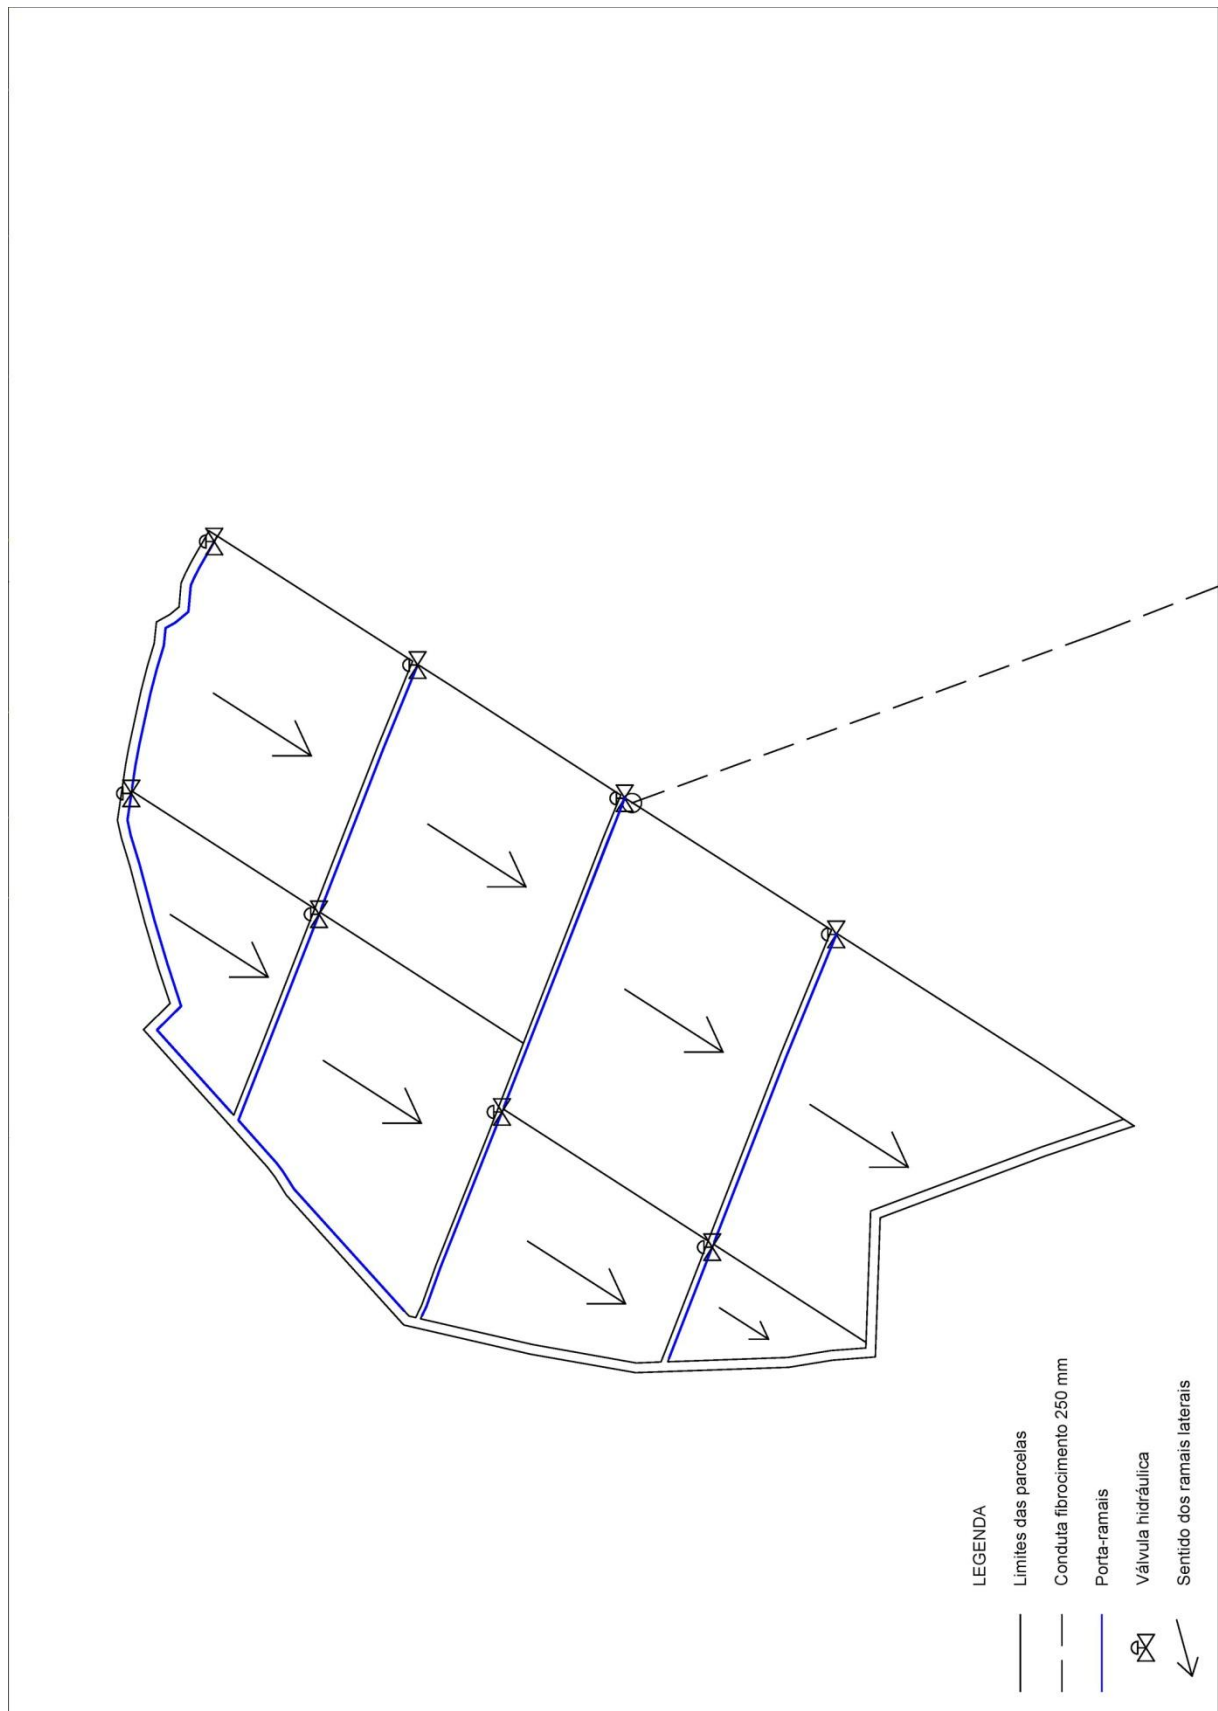 LEGENDA
Limites das parcelas
Conduta fibrocimento 250 mm
Porta-ramais
Válvula hidráulica
Sentido dos ramais laterais